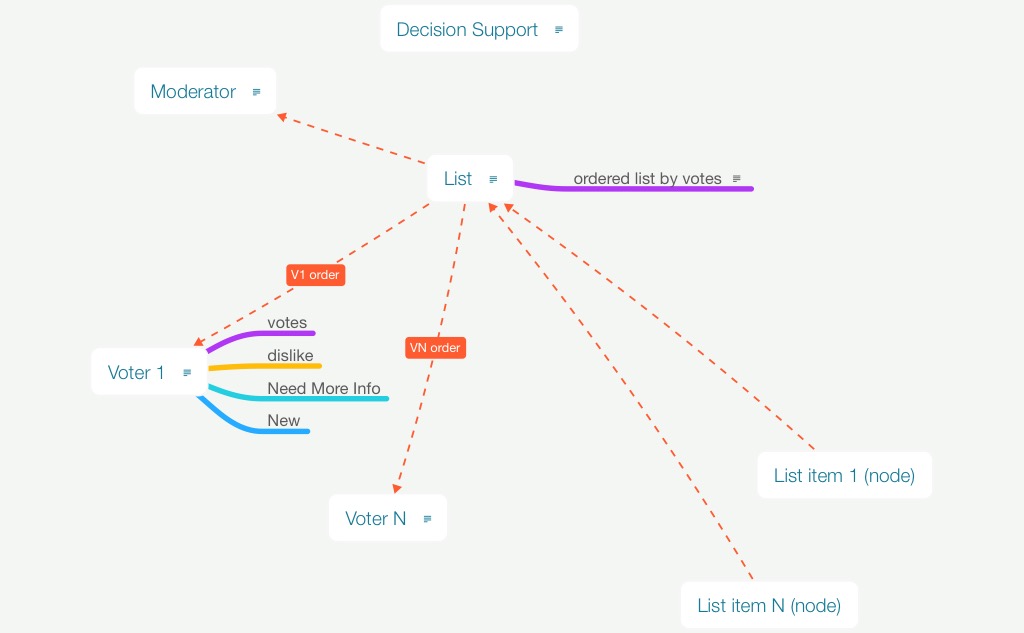 Decision Support
Moderator
List
ordered list by votes
V1 order
votes
VN order
dislike
Voter 1
Need More Info
New
List item 1 (node)
Voter N
List item N (node)